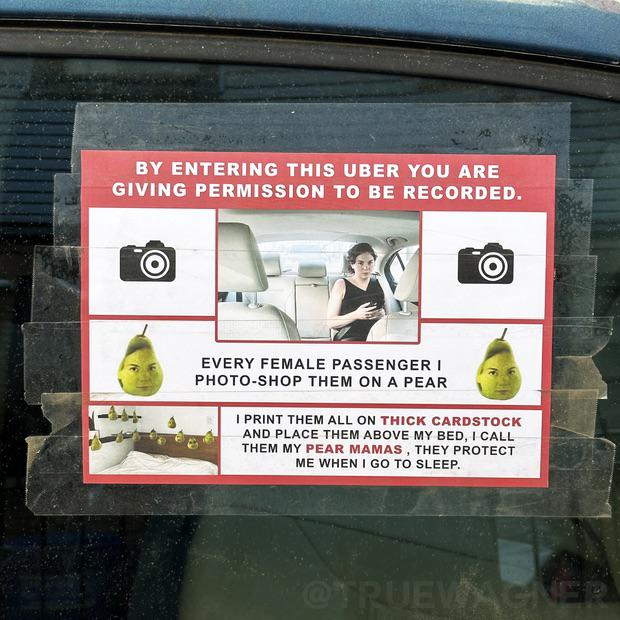 BY ENTERING THIS UBER YOU ARE
GIVING PERMISSION TO BE RECORDED.
EVERY FEMALE PASSENGER I
PHOTO-SHOP THEM ON A PEAR
I PRINT THEM ALL ON THICK CARDSTOCK
AND PLACE THEM ABOVE MY BED, I CALL
THEM MY PEAR MAMAS , THEY PROTECT
ME WHEN I GO TO SLEEP.
@TRUEWAGNER